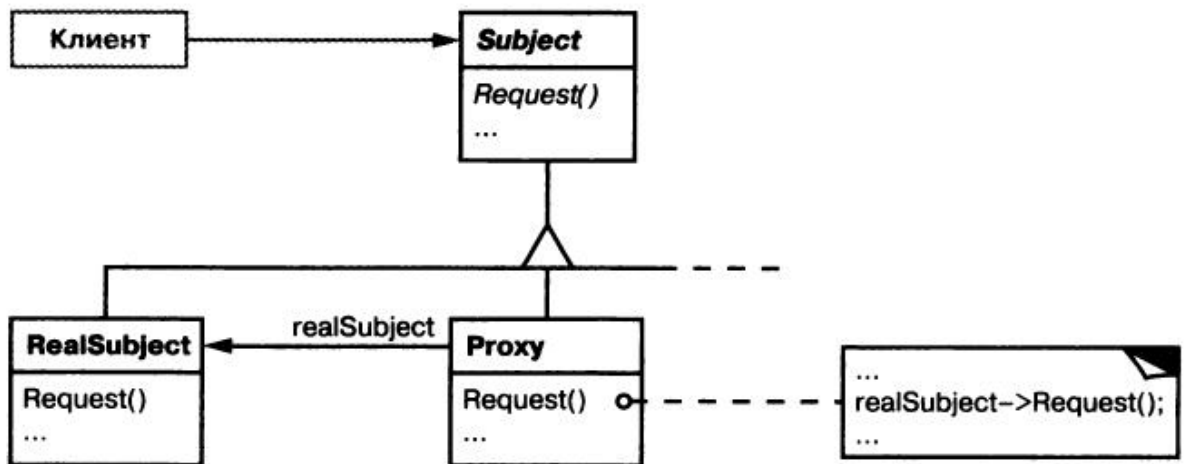 Клиент
Subject
Request()
...
realSubject
RealSubject
Request()
...
Proxy
Request()
...
...
realSubject–>Request();
...